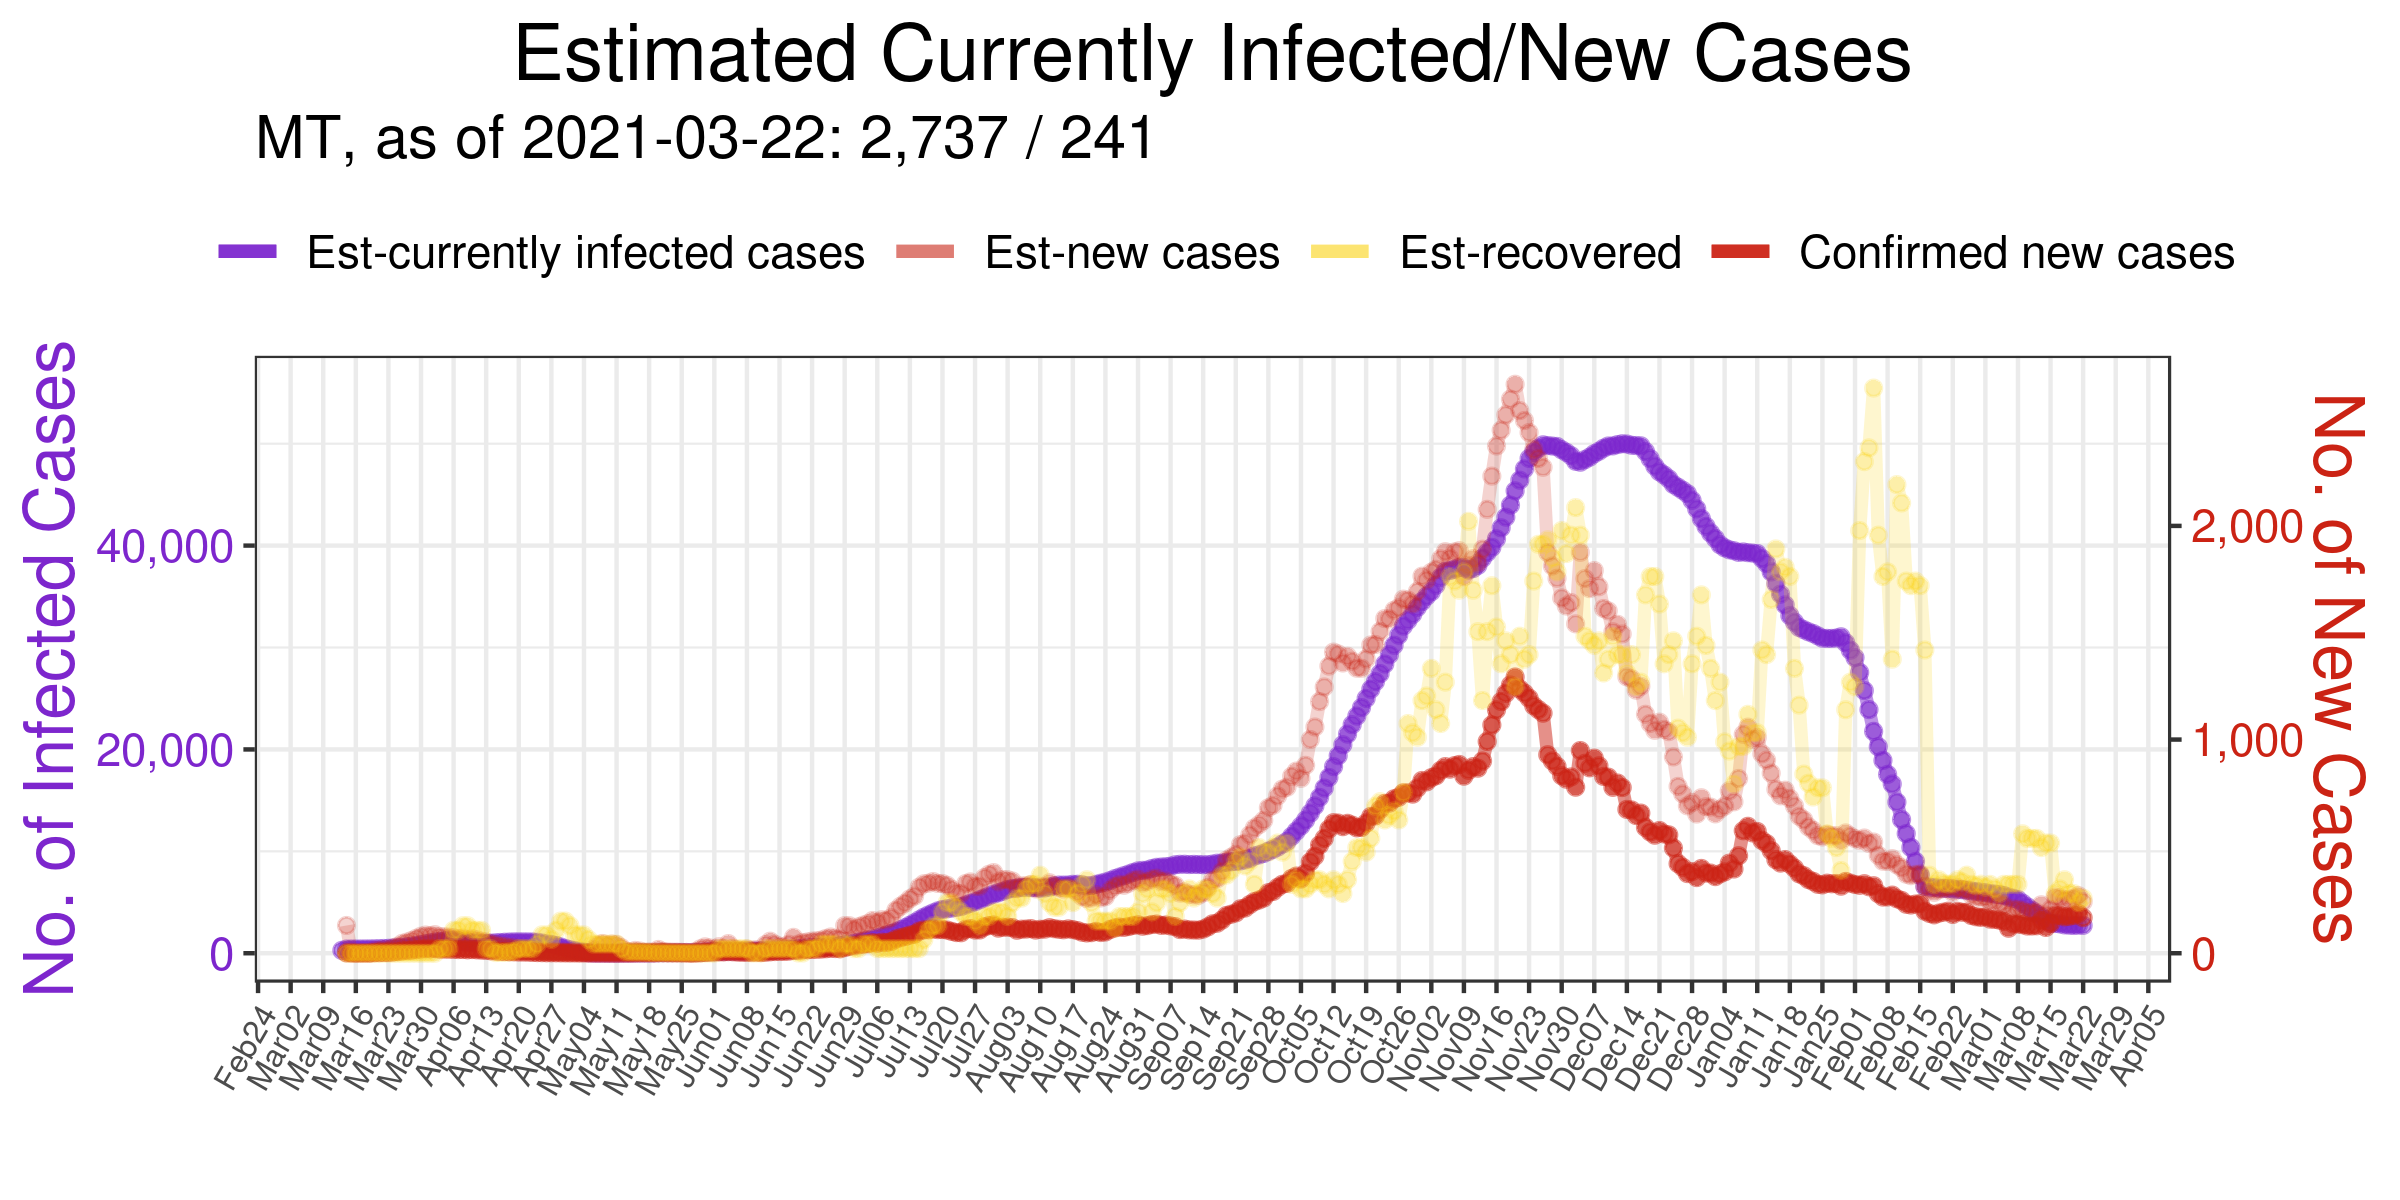 Estimated Currently Infected/New Cases
MT, as of 2021-03-22: 2,737 / 241
Est-currently infected cases
Est-new cases
Est-recovered
Confirmed new cases
No. of Infected Cases
40,000
20,000
0
2,000
1,000
0
No. of New Cases
Feb24
Mar02
Mar09
Mar16
Mar23
Mar30
Apr06
Apr13
Apr20
Apr27
May04
May11
May18
May25
Jun01
Jun08
Jun15
Jun22
Jun29
Jul06
Jul13
Jul20
Jul27
Aug03
Aug10
Aug17
Aug24
Aug31
Sep07
Sep14
Sep21
Sep28
Oct05
Oct12
Oct19
Oct26
Nov02
Nov09
Nov16
Nov23
Nov30
Dec07
Dec14
Dec21
Dec28
Jan04
Jan11
Jan18
Jan25
Feb01
Feb08
Feb15
Feb22
Mar01
Mar08
Mar15
Mar22
Mar29
Apr05